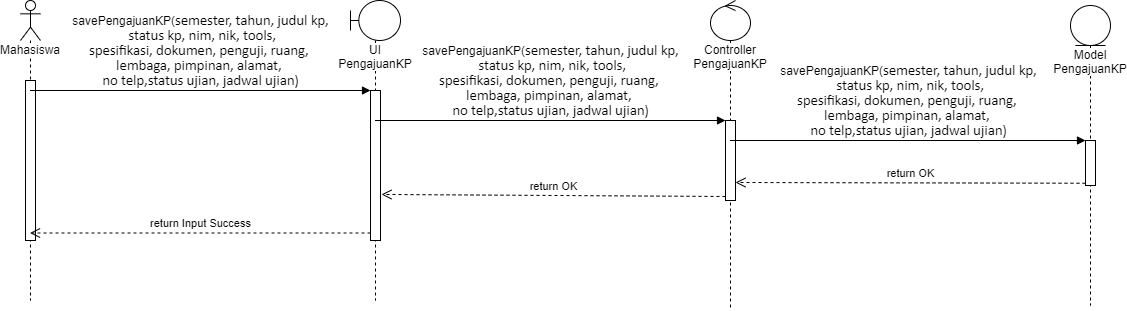 Mahasiswa
savePengajuanKP(semester, tahun, judul kp,
status kp, nim, nik, tools,
spesifikasi, dokumen, penguji, ruang,
lembaga, pimpinan, alamat,
no telp,status ujian, jadwal ujian)
UI
PengajuanKP
savePengajuanKP(semester, tahun, judul kp,
status kp, nim, nik, tools,
spesifikasi, dokumen, penguji, ruang,
lembaga, pimpinan, alamat,
no telp,status ujian, jadwal ujian)
Controller
PengajuanKP
savePengajuanKP(semester, tahun, judul kp,
status kp, nim, nik, tools,
spesifikasi, dokumen, penguji, ruang,
lembaga, pimpinan, alamat,
no telp,status ujian, jadwal ujian)
Model
PengajuanKP
return OK
return OK
return Input Success